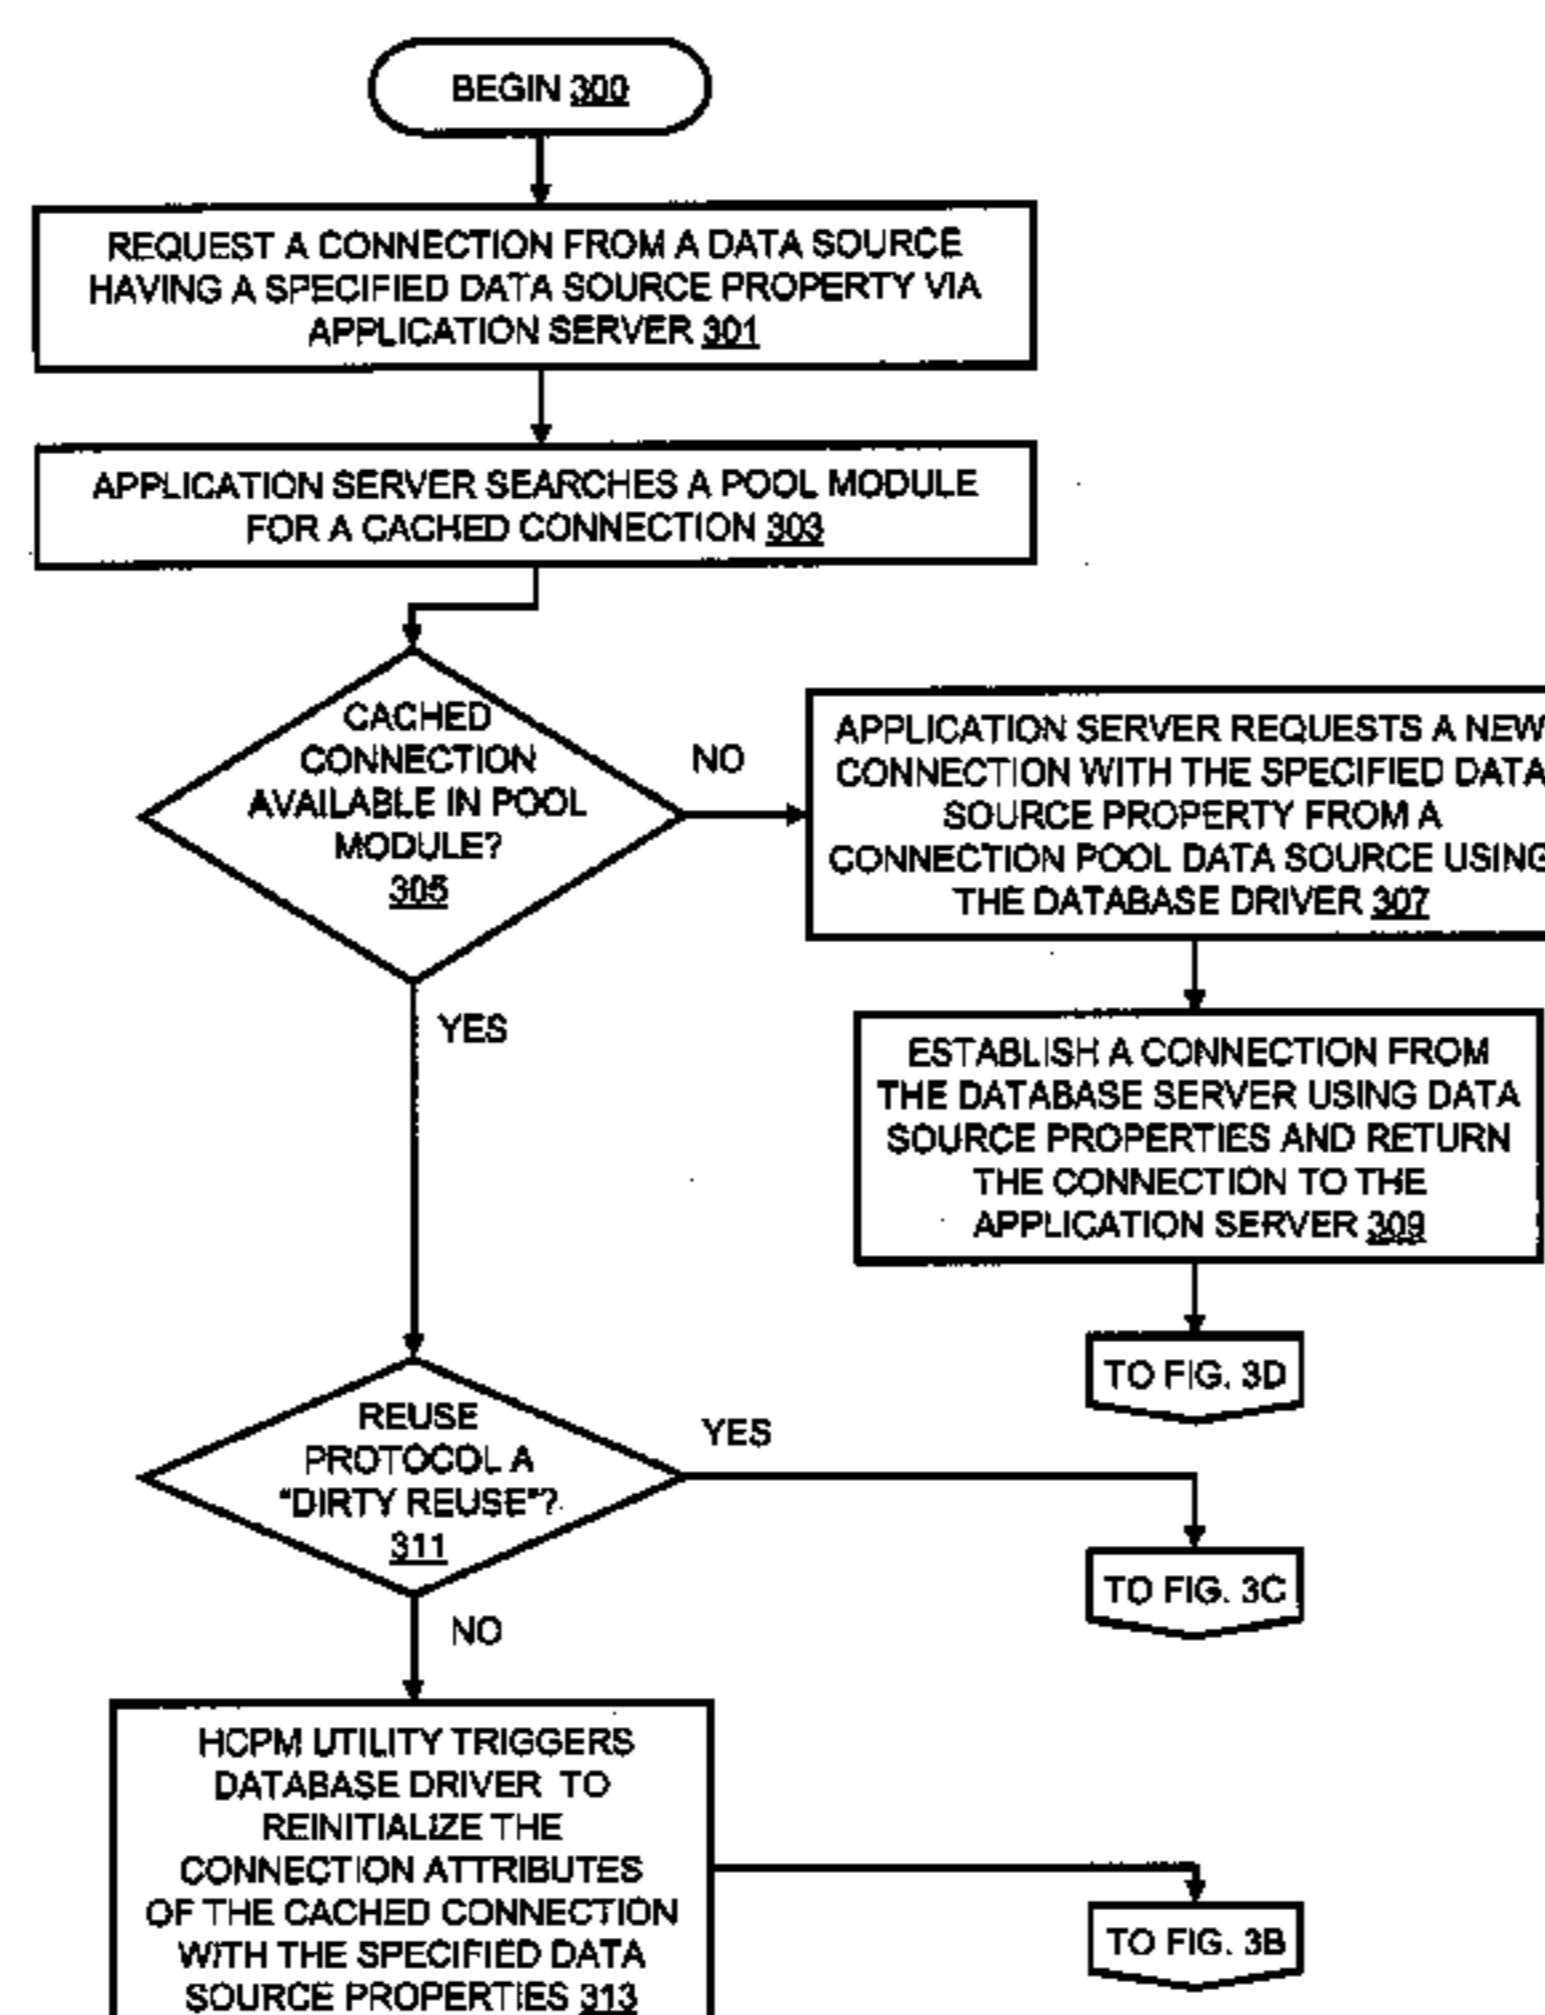 BEGIN 300
REQUEST A CONNECTION FROM A DATA SOURCE
HAVING A SPECIFIED DATA SOURCE PROPERTY VIA
APPLICATION SERVER 301
APPLICATION SERVER SEARCHES A POOL MODULE
FOR A CACHED CONNECTION 303
CACHED
CONNECTION
AVAILABLE IN POOL
MODULE?
305
NO
APPLICATION SERVER REQUESTS A NEW
CONNECTION WITH THE SPECIFIED DATA
SOURCE PROPERTY FROM A
CONNECTION POOL DATA SOURCE USING
THE DATABASE DRIVER 307
YES
ESTABLISH A CONNECTION FROM
THE DATABASE SERVER USING DATA
SOURCE PROPERTIES AND RETURN
THE CONNECTION TO THE
APPLICATION SERVER 309
TO FIG. 3D
REUSE
PROTOCOL A
"DIRTY REUSE"?
311
YES
TO FIG. 3C
NO
HCPM UTILITY TRIGGERS
DATABASE DRIVER TO
REINITIALIZE THE
CONNECTION ATTRIBUTES
OF THE CACHED CONNECTION
WITH THE SPECIFIED DATA
SOURCE PROPERTIES 313
TO FIG. 3B